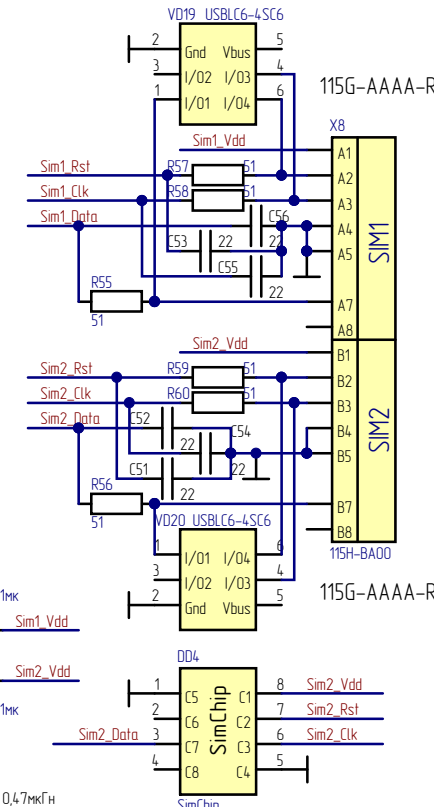 VD19 USBLC6-4SC6
2 Gnd Vbus 5
3 I/O2 I/O3 4
1 I/O1 I/O4 6
115G-AAAA-R
X8
Sim1_Vdd
A1
Sim1_Rst R57 51 A2
Sim1_Clk R58 51 A3
Sim1_Data C56 A4
C53 22 22 A5
SIM1
C55
22
R55
51
A7
A8
Sim2_Vdd
B1
Sim2_Rst R59 51 B2
Sim2_Clk R60 51 B3
Sim2_Data C52 B4
22 C54 B5
SIM2
C51 22
22
R56
51
B7
B8
VD20 USBLC6-4SC6
115H-BA00
1 I/O1 I/O4 6
3 I/O2 I/O3 4
2 Gnd Vbus 5
115G-AAAA-R
1мк
Sim1_Vdd
Sim2_Vdd
1мк
DD4
1 C5 C1 8 Sim2_Vdd
2 C6 C2 7 Sim2_Rst
Sim2_Data 3 C7 C3 6 Sim2_Clk
4 C8 C4 5
SimChip
0,47мкГн
SimChip